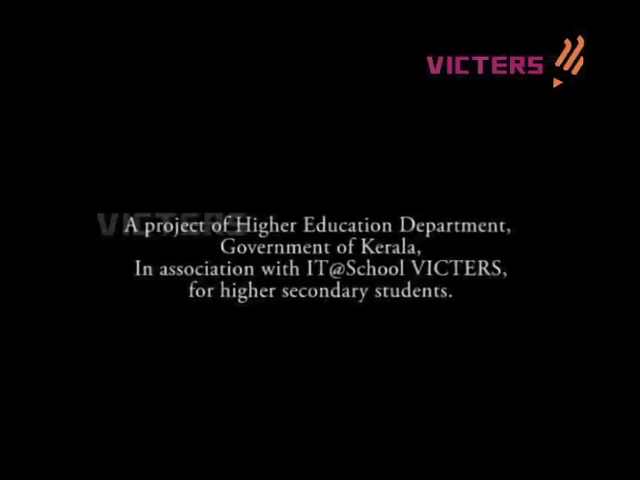 VICTERS
VICTERS
A project of Higher Education Department,
Government of Kerala,
In association with IT@School VICTERS,
for higher secondary students.